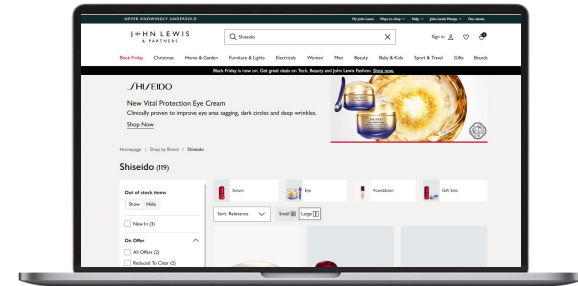 NEVER KNOWINGLY UNDERSOLD
My John Lewis Ways to shop Help John Lewis Money Our stores
JOHN LEWIS
& PARTNERS
Shiseido
Sign in
Black Friday Christmas Home & Garden Furniture & Lights Electricals Women Men Beauty Baby & Kids Sport & Travel Gifts Brands
Black Friday is now on. Get great deals on Tech, Beauty and John Lewis Fashion. Shop now.
SHISEIDO
New Vital Protection Eye Cream
Clinically proven to improve eye area sagging, dark circles and deep wrinkles.
Shop Now
Homepage / Shop by Brand / Shiseido
Shiseido (119)
Out of stock items
Show Hide
Serum
Eye
Foundation
Gift Sets
Sort: Relevance
Small
Large
New In (3)
On Offer
All Offers (2)
Reduced To Clear (2)